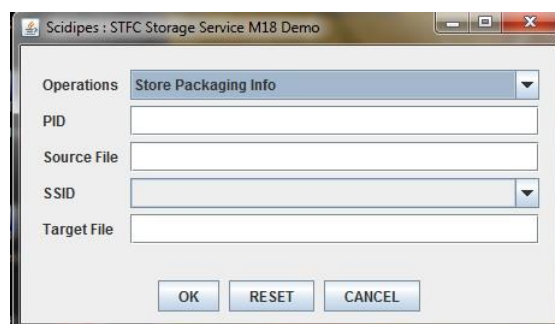 Scidipes : STFC Storage Service M18 Demo
Operations Store Packaging Info
PID
Source File
SSID
Target File
OK RESET CANCEL